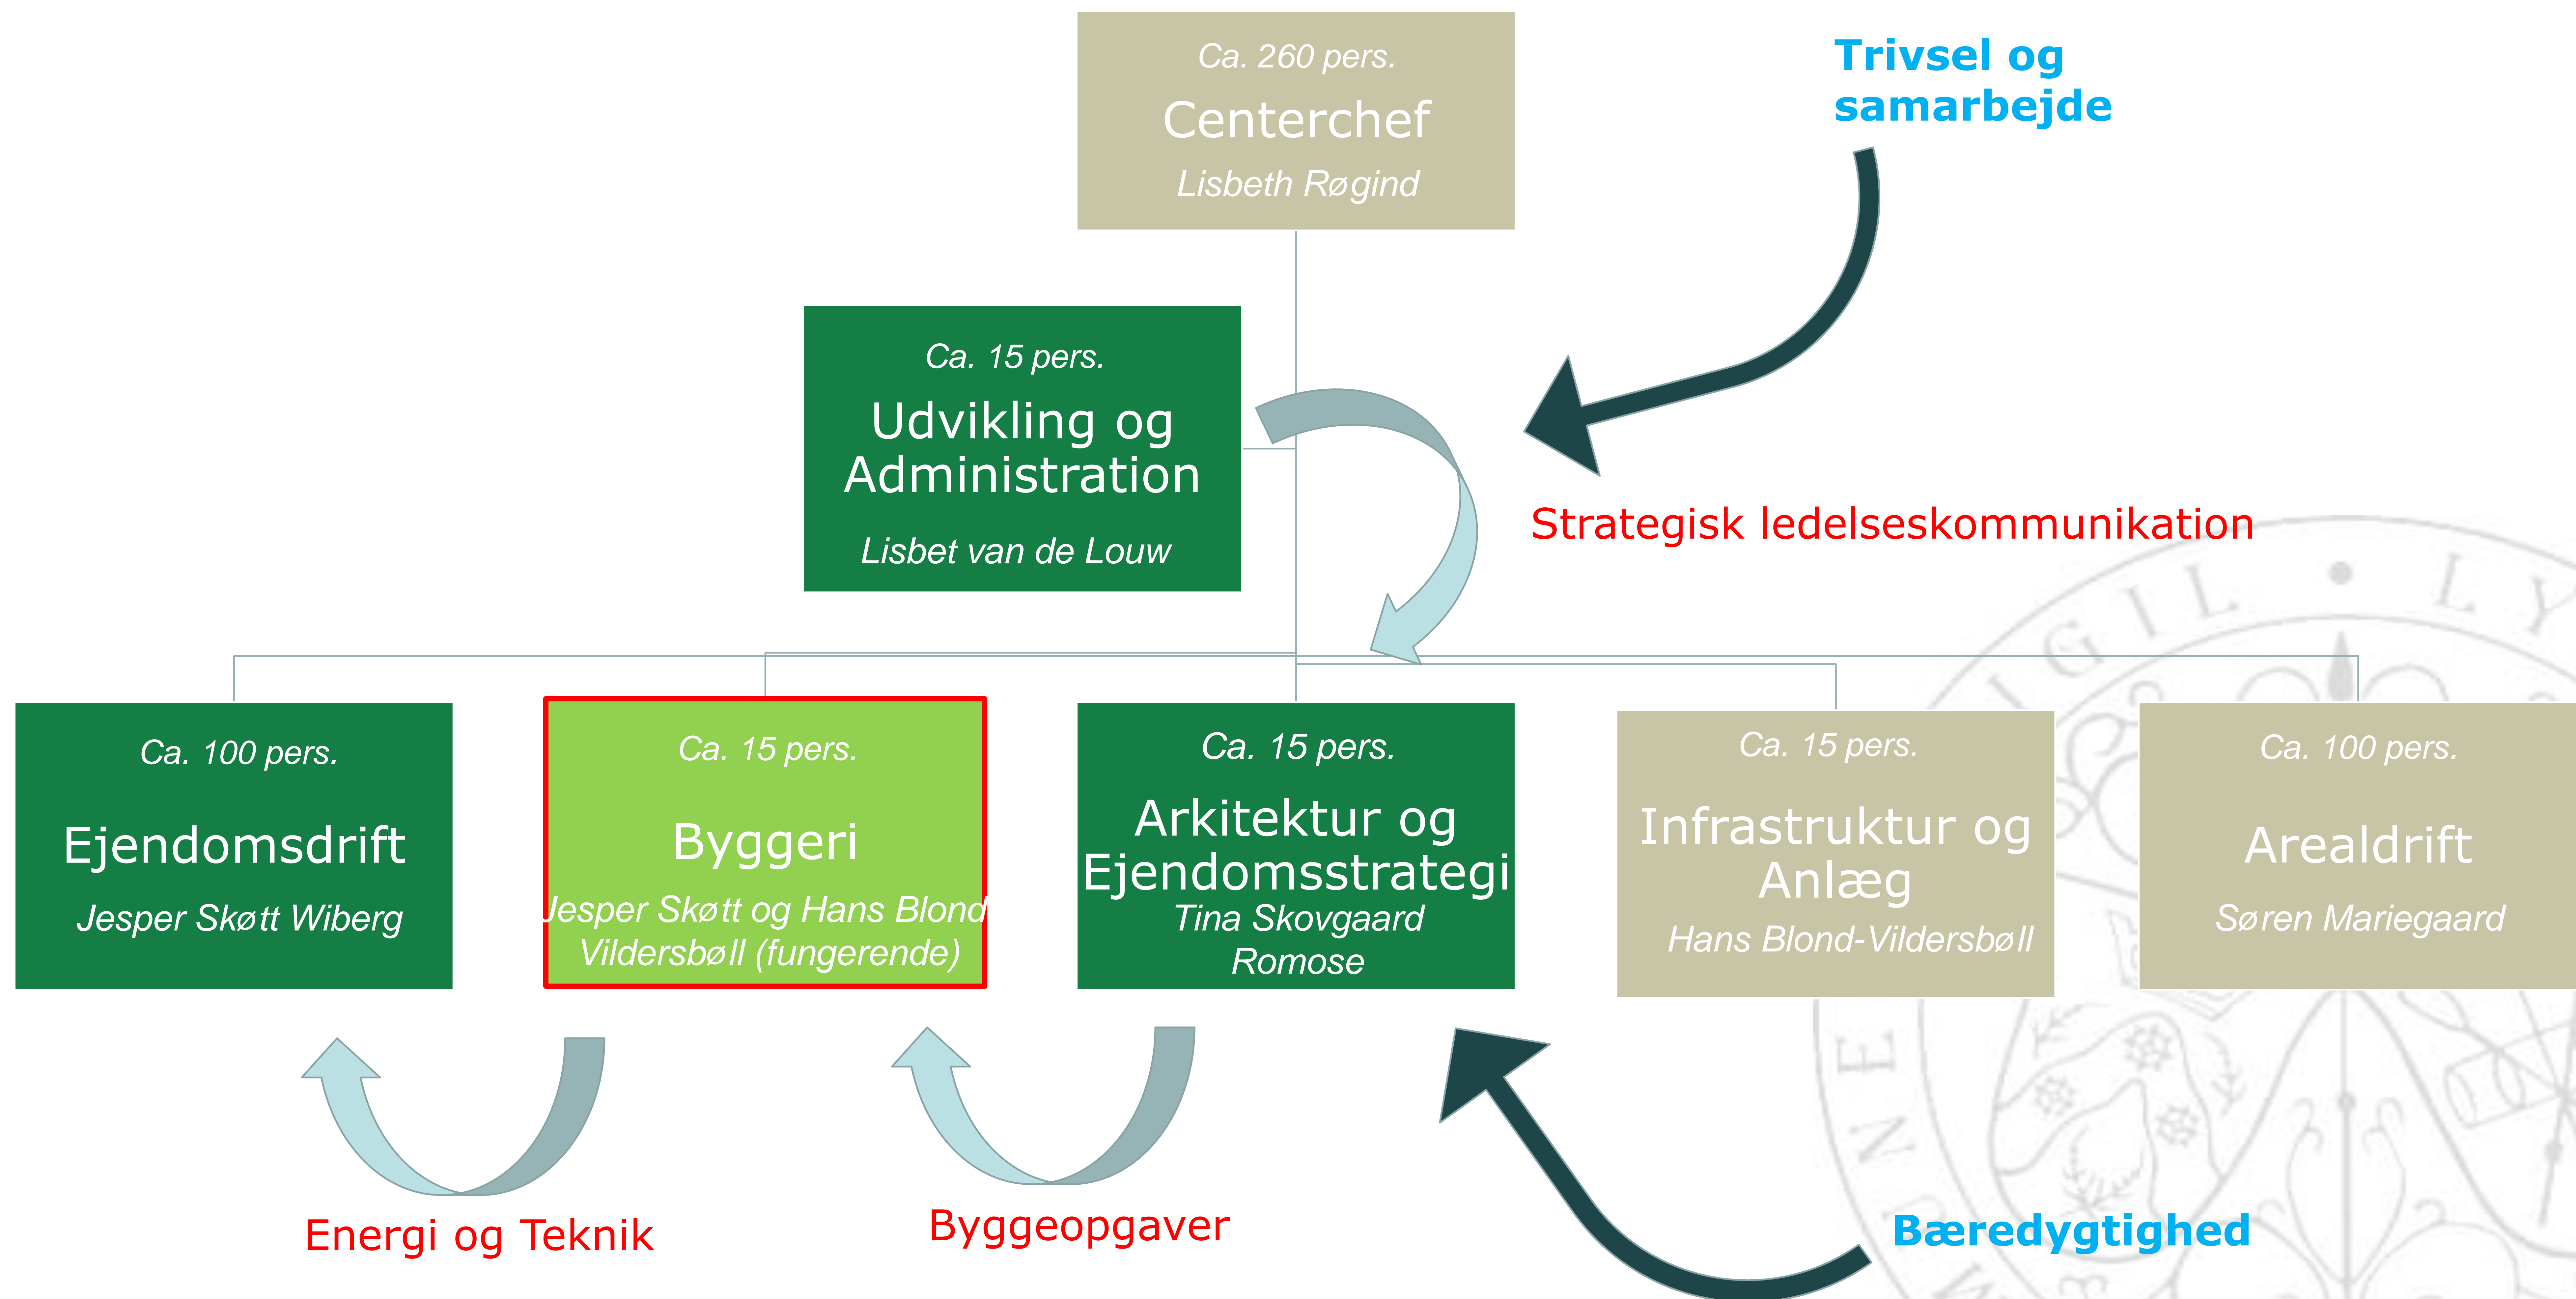 Ca. 260 pers.
Centerchef
Lisbeth Røgind
Trivsel og
samarbejde
Ca. 15 pers.
Udvikling og
Administration
Lisbet van de Louw
Strategisk ledelseskommunikation
Ca. 100 pers.
Ejendomsdrift
Jesper Skøtt Wiberg
Ca. 15 pers.
Byggeri
Jesper Skøtt og Hans Blond
Vildersbøll (fungerende)
Ca. 15 pers.
Arkitektur og
Ejendomsstrategi
Tina Skovgaard
Romose
Ca. 15 pers.
Infrastruktur og
Anlæg
Hans Blond-Vildersbøll
Ca. 100 pers.
Arealdrift
Søren Mariegaard
Energi og Teknik
Byggeopgaver
Bæredygtighed